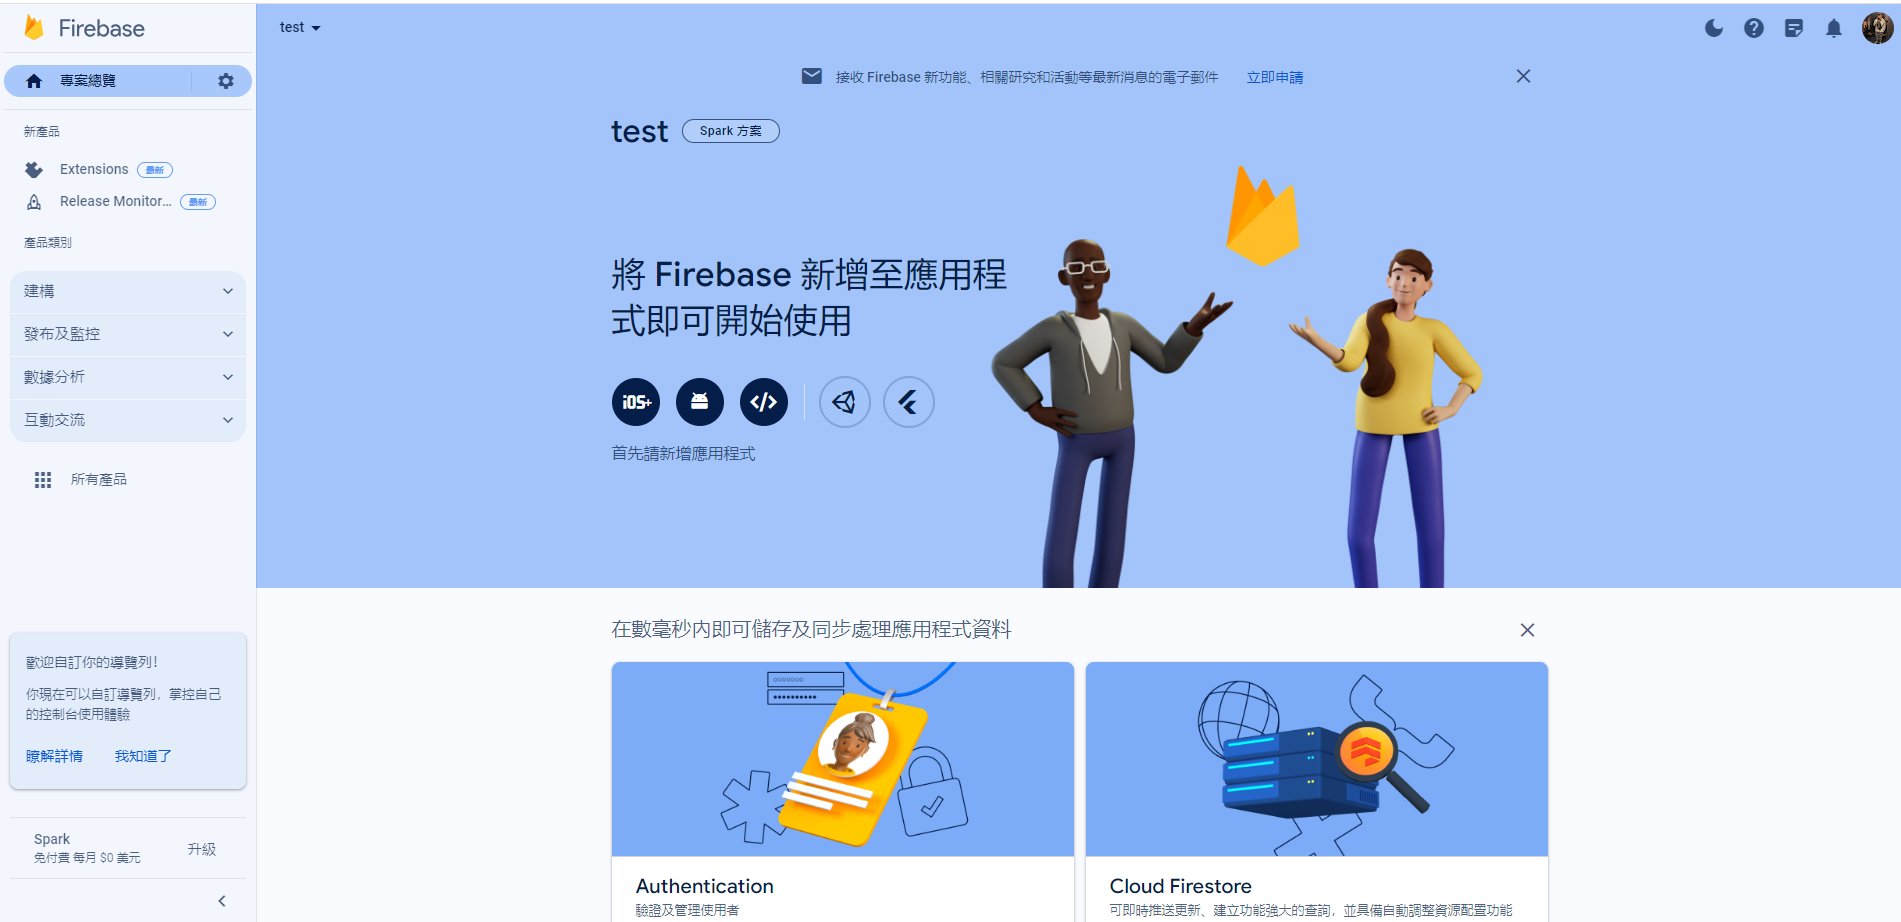 Firebase
test
專案總覽
接收 Firebase 新功能、相關研究和活動等最新消息的電子郵件 立即申請
新產品
Extensions 最新
Release Monitor... 最新
產品類別
建構
發布及監控
數據分析
互動交流
所有產品
歡迎自訂你的導覽列！
你現在可以自訂導覽列，掌控自己
的控制台使用體驗
瞭解詳情 我知道了
Spark
免付費 每月 $0 美元
升級
test Spark 方案
將 Firebase 新增至應用程
式即可開始使用
iOS+
首先請新增應用程式
在數毫秒內即可儲存及同步處理應用程式資料
Authentication
驗證及管理使用者
Cloud Firestore
可即時推送更新、建立功能強大的查詢，並具備自動調整資源配置功能